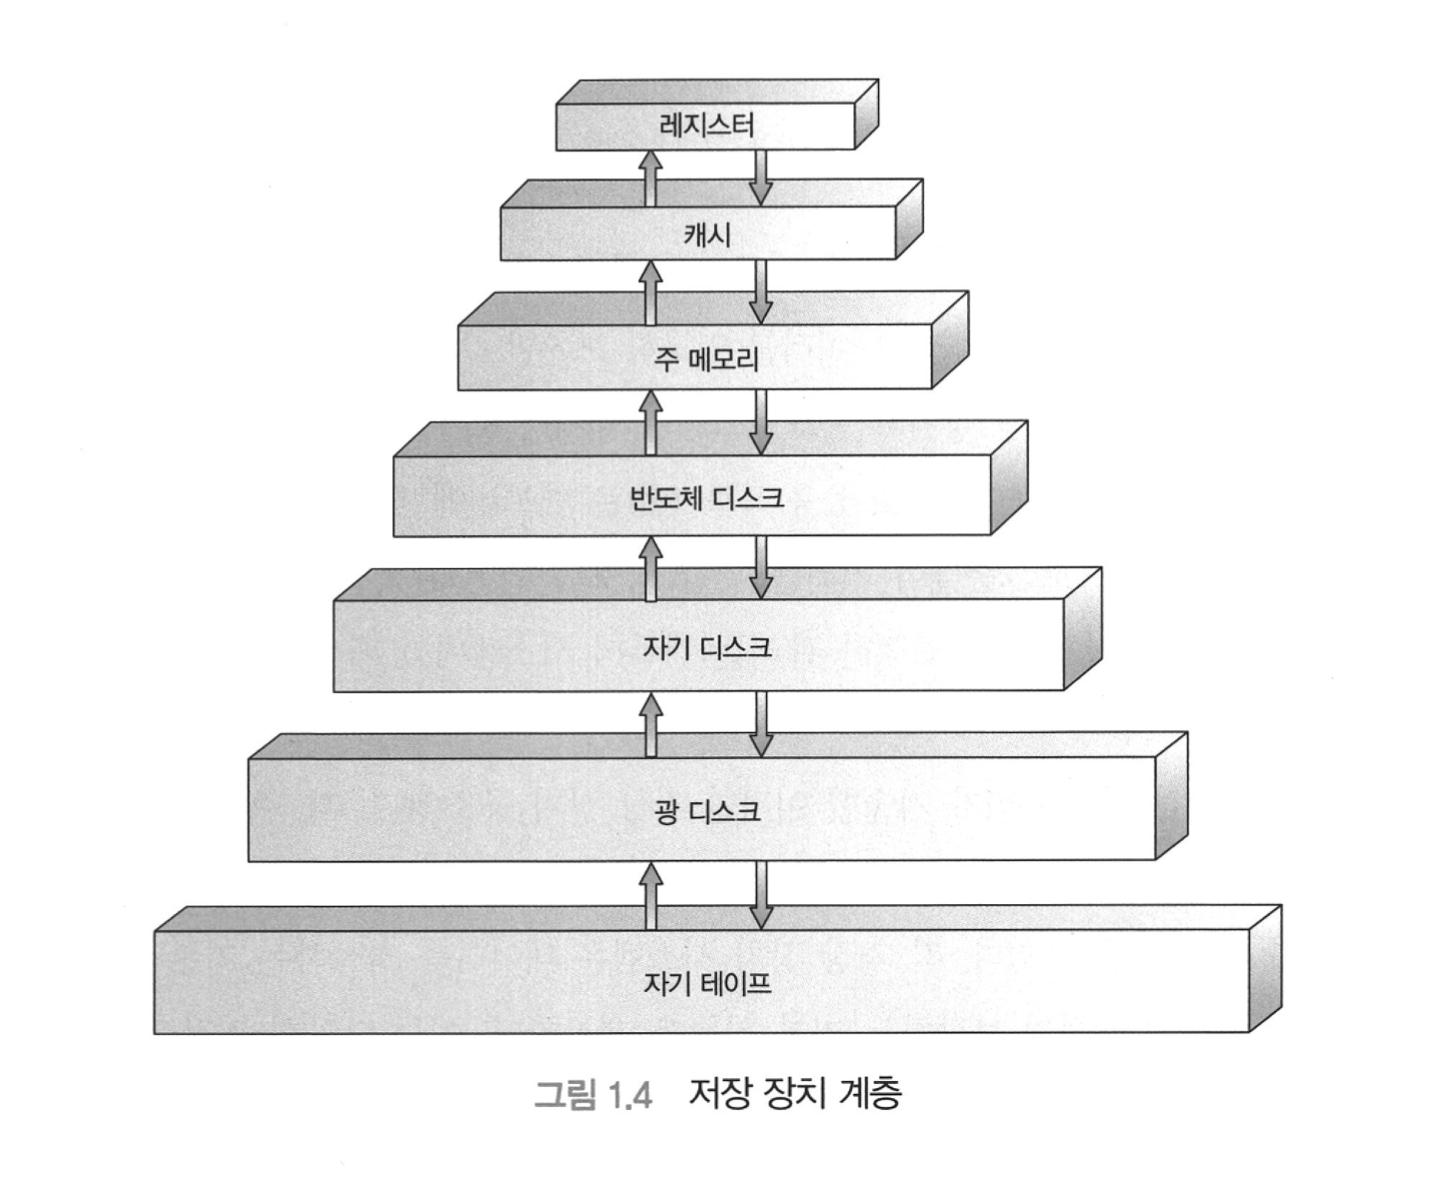 레지스터
캐시
주 메모리
반도체 디스크
자기 디스크
광 디스크
자기 테이프
그림 1.4 저장 장치 계층